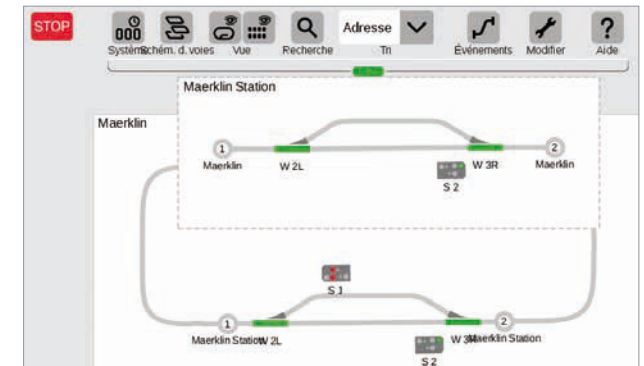 STOP
Adresse
Système Schém. d. voies Vue Recherche Tri Événements Modifier Aide
Maerklin Station
Maerklin
1 2
Maerklin W 2L W 3R Maerklin
S 2
S 1
1 2
Maerklin Station W 2L W 3R Maerklin Station
S 2